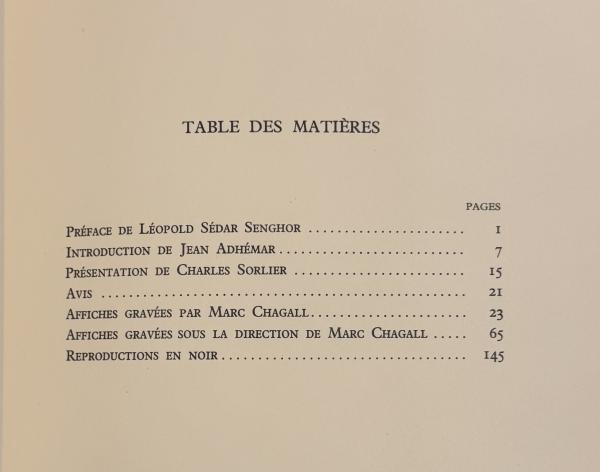 TABLE DES MATIÈRES
PAGES
Préface de Léopold Sédar Senghor ...................... 1
Introduction de Jean Adhémar .......................... 7
Présentation de Charles Sorlier ........................ 15
Avis .................................................. 21
Affiches gravées par Marc Chagall ...................... 23
Affiches gravées sous la direction de Marc Chagall ..... 65
Reproductions en noir .................................. 145